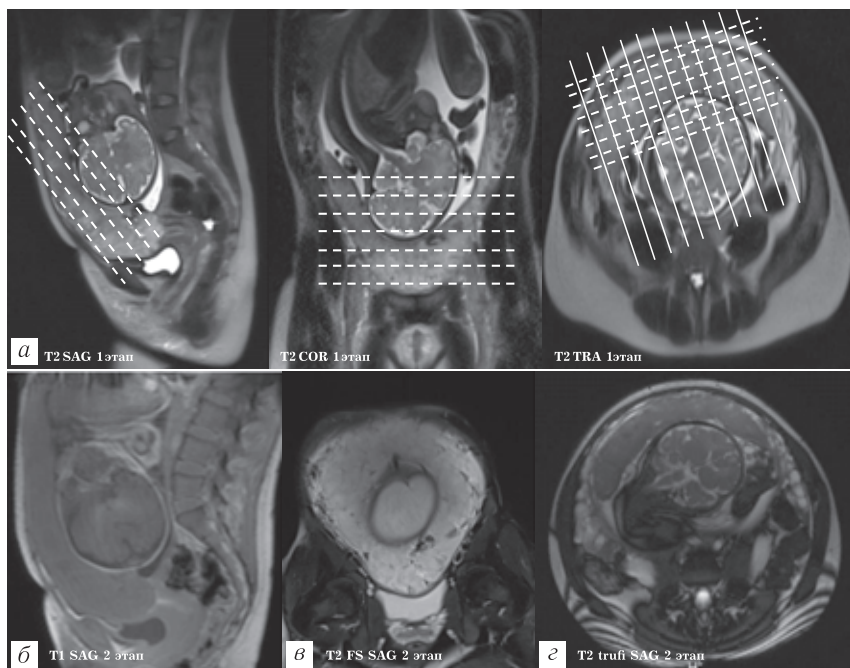 а T2 SAG 1этап T2 COR 1этап T2 TRA 1этап
б T1 SAG 2 этап в T2 FS SAG 2 этап г T2 trufi SAG 2 этап